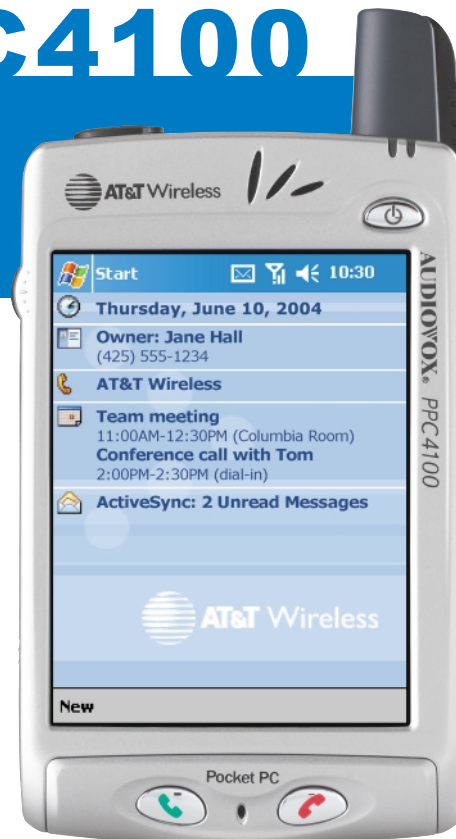 C4100
AT&T Wireless
Start 10:30
Thursday, June 10, 2004
Owner: Jane Hall
(425) 555-1234
AT&T Wireless
Team meeting
11:00AM-12:30PM (Columbia Room)
Conference call with Tom
2:00PM-2:30PM (dial-in)
ActiveSync: 2 Unread Messages
AT&T Wireless
New
AUDIOVOX. PPC4100
Pocket PC